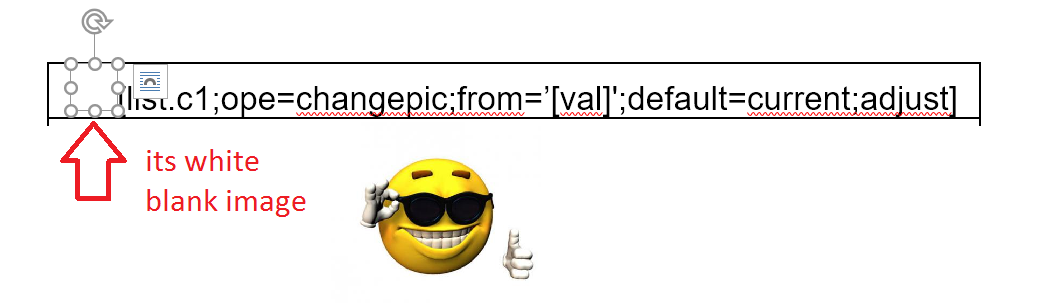 [list.c1;ope=changepic;from=’[val]';default=current;adjust]
its white
blank image